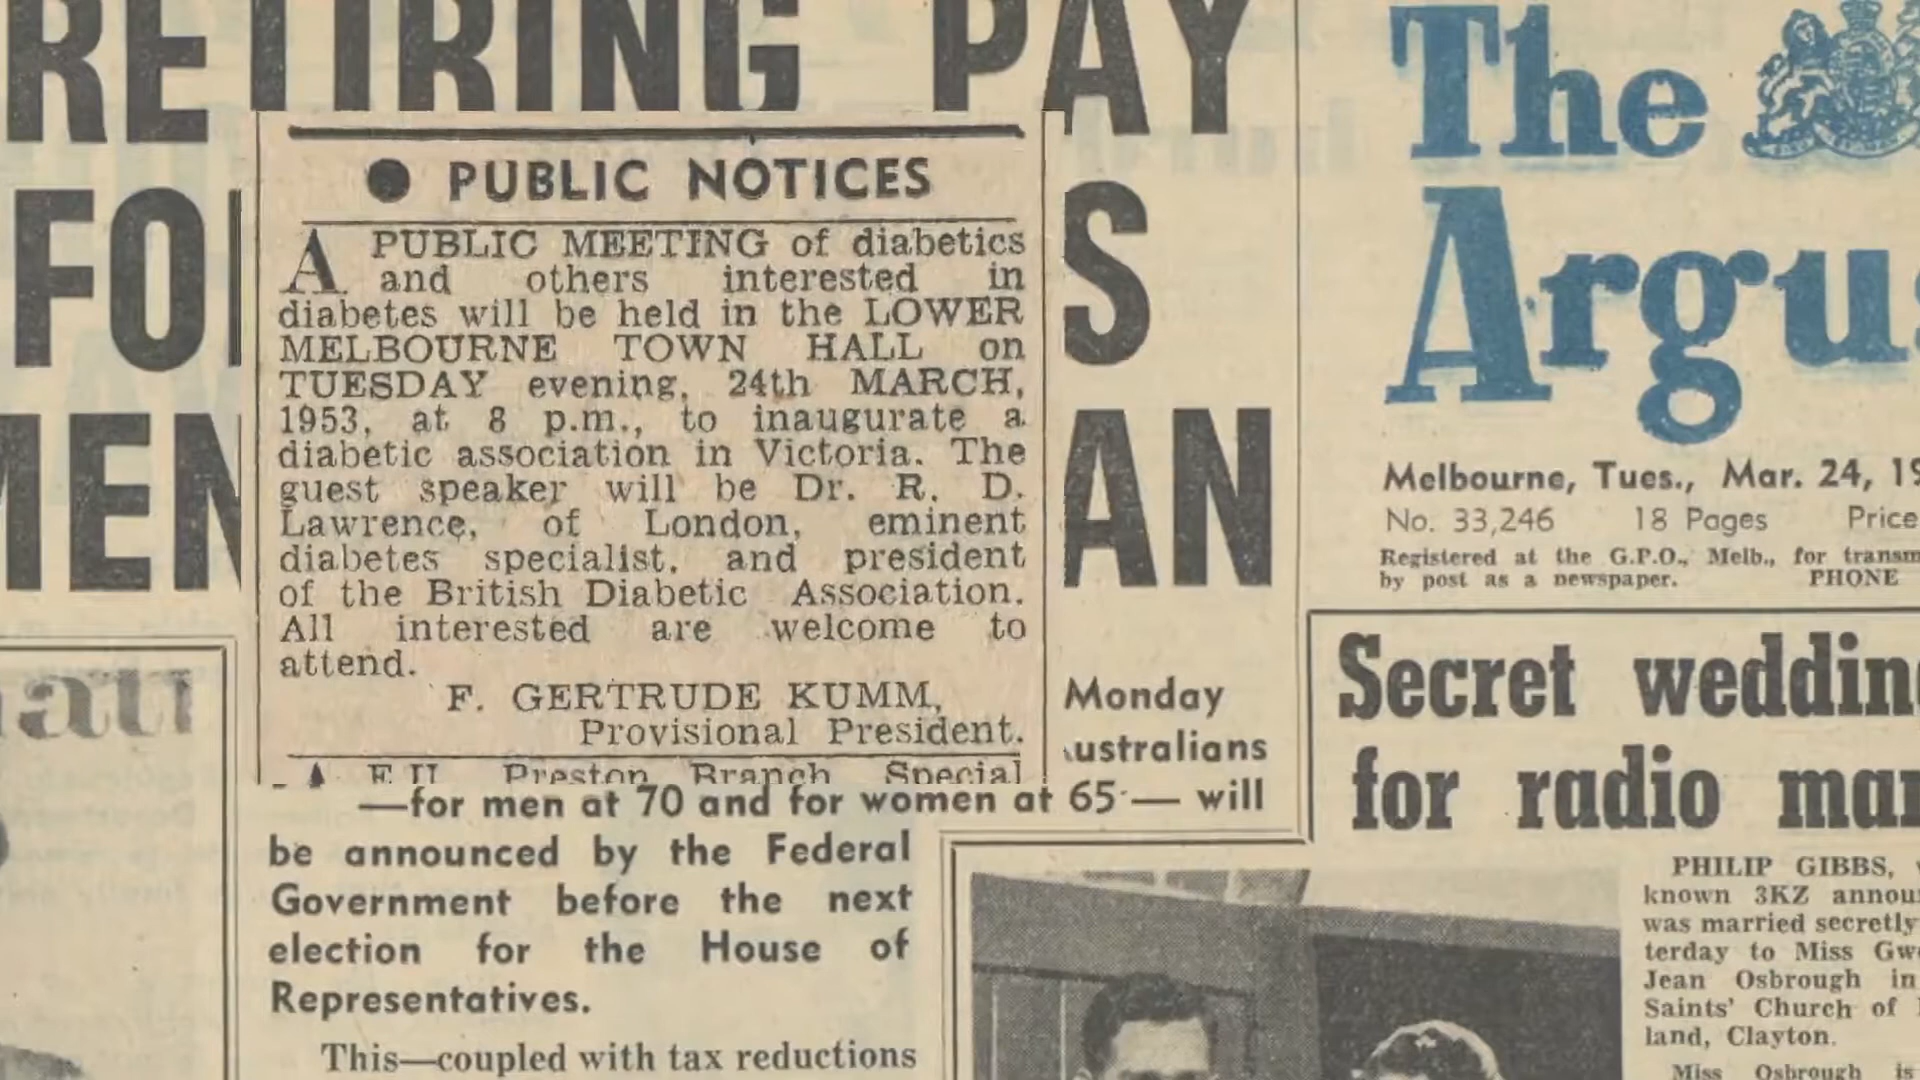 RETIRING PAY
S
AN
● PUBLIC NOTICES
A PUBLIC MEETING of diabetics
and others interested in
diabetes will be held in the LOWER
MELBOURNE TOWN HALL on
TUESDAY evening, 24th MARCH,
1953, at 8 p.m., to inaugurate a
diabetic association in Victoria. The
guest speaker will be Dr. R. D.
Lawrence, of London, eminent
diabetes specialist, and president
of the British Diabetic Association.
All interested are welcome to
attend.
F. GERTRUDE KUMM,
Provisional President.
Preston Branch Special
Monday
ustralians
—for men at 70 and for women at 65 — will
be announced by the Federal
Government before the next
election for the House of
Representatives.
This—coupled with tax reductions
The
Argus
Melbourne, Tues., Mar. 24, 19
No. 33,246 18 Pages Price
Registered at the G.P.O., Melb., for transm
by post as a newspaper. PHONE
Secret weddin
for radio man
PHILIP GIBBS,
known 3KZ annou
was married secretly
terday to Miss Gw
Jean Osbrough in
Saints' Church of
land, Clayton.
Miss Osbrough is